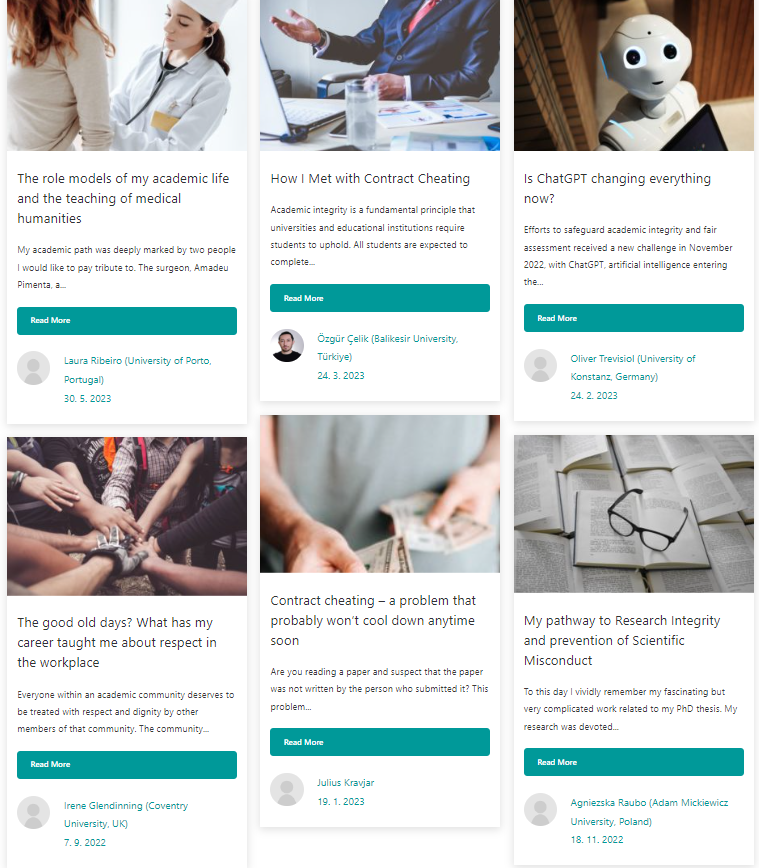 The role models of my academic life
and the teaching of medical
humanities
My academic path was deeply marked by two people
I would like to pay tribute to. The surgeon, Amadeu
Pimenta, a...
Read More
Laura Ribeiro (University of Porto,
Portugal)
30. 5. 2023
How I Met with Contract Cheating
Academic integrity is a fundamental principle that
universities and educational institutions require
students to uphold. All students are expected to
complete...
Read More
Özgür Çelik (Balikesir University,
Türkiye)
24. 3. 2023
Is ChatGPT changing everything
now?
Efforts to safeguard academic integrity and fair
assessment received a new challenge in November
2022, with ChatGPT, artificial intelligence entering
the...
Read More
Oliver Trevisiol (University of
Konstanz, Germany)
24. 2. 2023
The good old days? What has my
career taught me about respect in
the workplace
Everyone within an academic community deserves to
be treated with respect and dignity by other
members of that community. The community...
Read More
Irene Glendinning (Coventry
University, UK)
7. 9. 2022
Contract cheating – a problem that
probably won't cool down anytime
soon
Are you reading a paper and suspect that the paper
was not written by the person who submitted it? This
problem...
Read More
Julius Kravjar
19. 1. 2023
My pathway to Research Integrity
and prevention of Scientific
Misconduct
To this day I vividly remember my fascinating but
very complicated work related to my PhD thesis. My
research was devoted...
Read More
Agniezska Raubo (Adam Mickiewicz
University, Poland)
18. 11. 2022